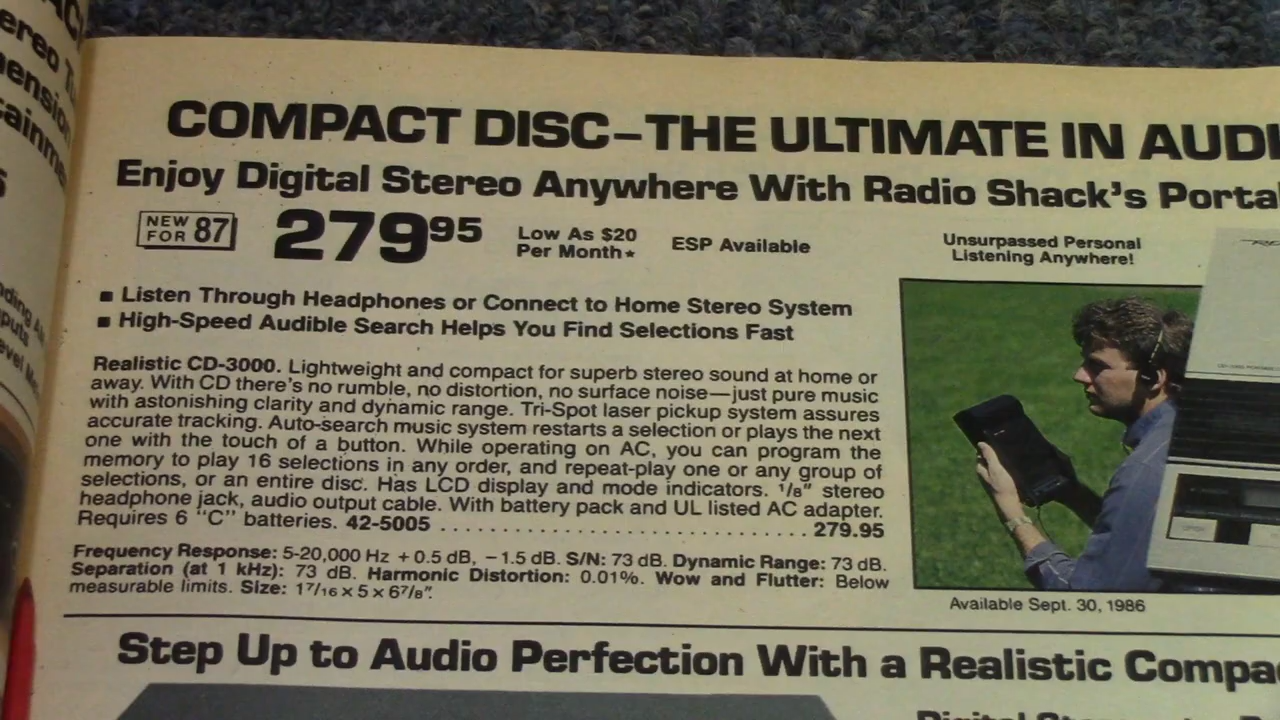 COMPACT DISC–THE ULTIMATE IN
Enjoy Digital Stereo Anywhere With Radio Shack's
NEW FOR 87
279 95
Low As $20
Per Month★
ESP Available
■ Listen Through Headphones or Connect to Home Stereo System
■ High-Speed Audible Search Helps You Find Selections Fast
Realistic CD-3000. Lightweight and compact for superb stereo sound at home or
away. With CD there's no rumble, no distortion, no surface noise—just pure music
with astonishing clarity and dynamic range. Tri-Spot laser pickup system assures
accurate tracking. Auto-search music system restarts a selection or plays the next
one with the touch of a button. While operating on AC, you can program the
memory to play 16 selections in any order, and repeat-play one or any group of
selections, or an entire disc. Has LCD display and mode indicators. 1/8" stereo
headphone jack, audio output cable. With battery pack and UL listed AC adapter.
Requires 6 "C" batteries. 42-5005 . . . . . . . . . . . . . . . . . . . . . . . . . . . . . . . 279.95
Frequency Response: 5-20,000 Hz +0.5 dB, −1.5 dB. S/N: 73 dB. Dynamic Range: 73 dB.
Separation (at 1 kHz): 73 dB. Harmonic Distortion: 0.01%. Wow and Flutter: Below
measurable limits. Size: 1 7/16 × 5 × 6 7/8".
Unsurpassed Personal
Listening Anywhere!
Available Sept. 30, 1986
Step Up to Audio Perfection With a Realistic